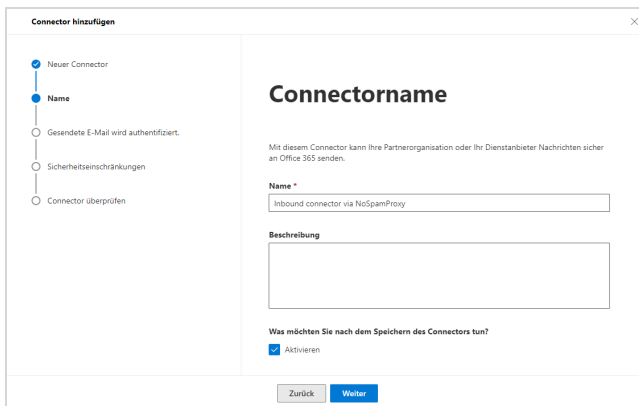 Connector hinzufügen
Neuer Connector
Name
Gesendete E-Mail wird authentifiziert.
Sicherheitseinschränkungen
Connector überprüfen
Connectorname
Mit diesem Connector kann Ihre Partnerorganisation oder Ihr Dienstanbieter Nachrichten sicher
an Office 365 senden.
Name *
Inbound connector via NoSpamProxy
Beschreibung
Was möchten Sie nach dem Speichern des Connectors tun?
Aktivieren
Zurück
Weiter